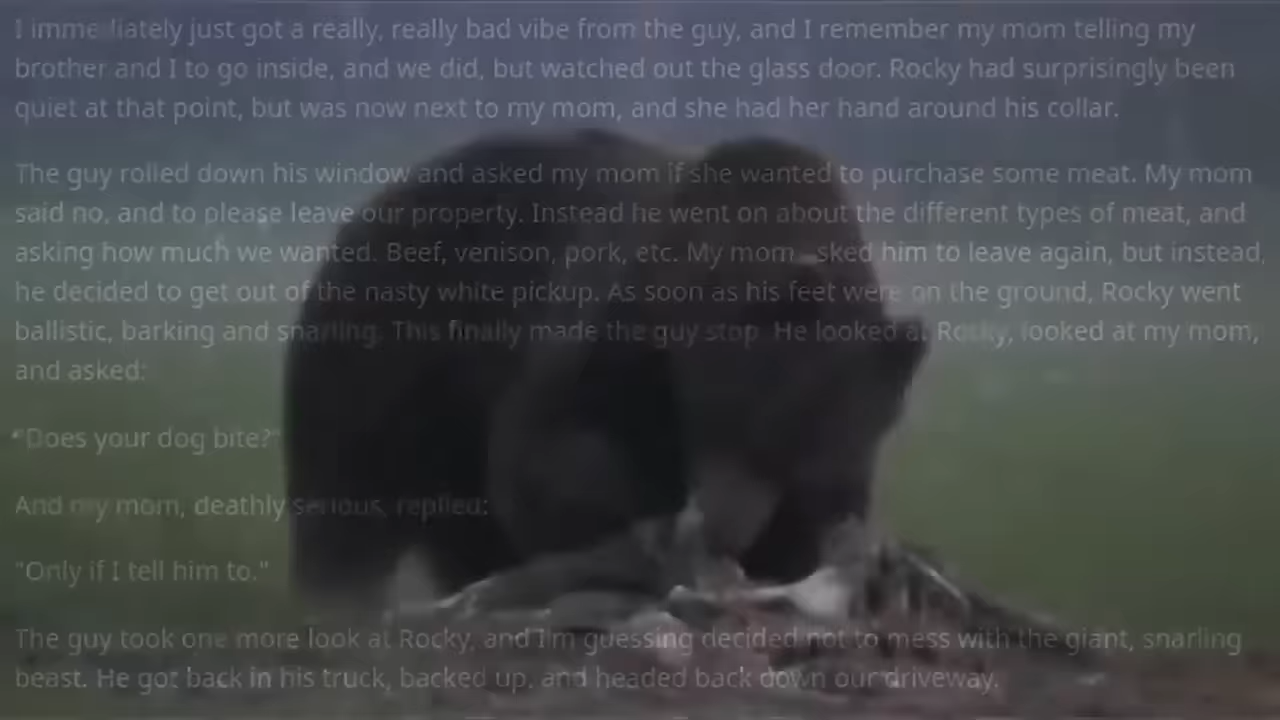 I immediately just got a really, really bad vibe from the guy, and I remember my mom telling my
brother and I to go inside, and we did, but watched out the glass door. Rocky had surprisingly been
quiet at that point, but was now next to my mom, and she had her hand around his collar.
The guy rolled down his window and asked my mom if she wanted to purchase some meat. My mom
said no, and to please leave our property. Instead he went on about the different types of meat, and
asking how much we wanted. Beef, venison, pork, etc. My mom asked him to leave again, but instead,
he decided to get out of the nasty white pickup. As soon as his feet were on the ground, Rocky went
ballistic, barking and snarling. This finally made the guy stop. He looked at Rocky, looked at my mom,
and asked:
"Does your dog bite?"
And my mom, deathly serious, replied:
"Only if I tell him to."
The guy took one more look at Rocky, and I'm guessing decided not to mess with the giant, snarling
beast. He got back in his truck, backed up, and headed back down our driveway.